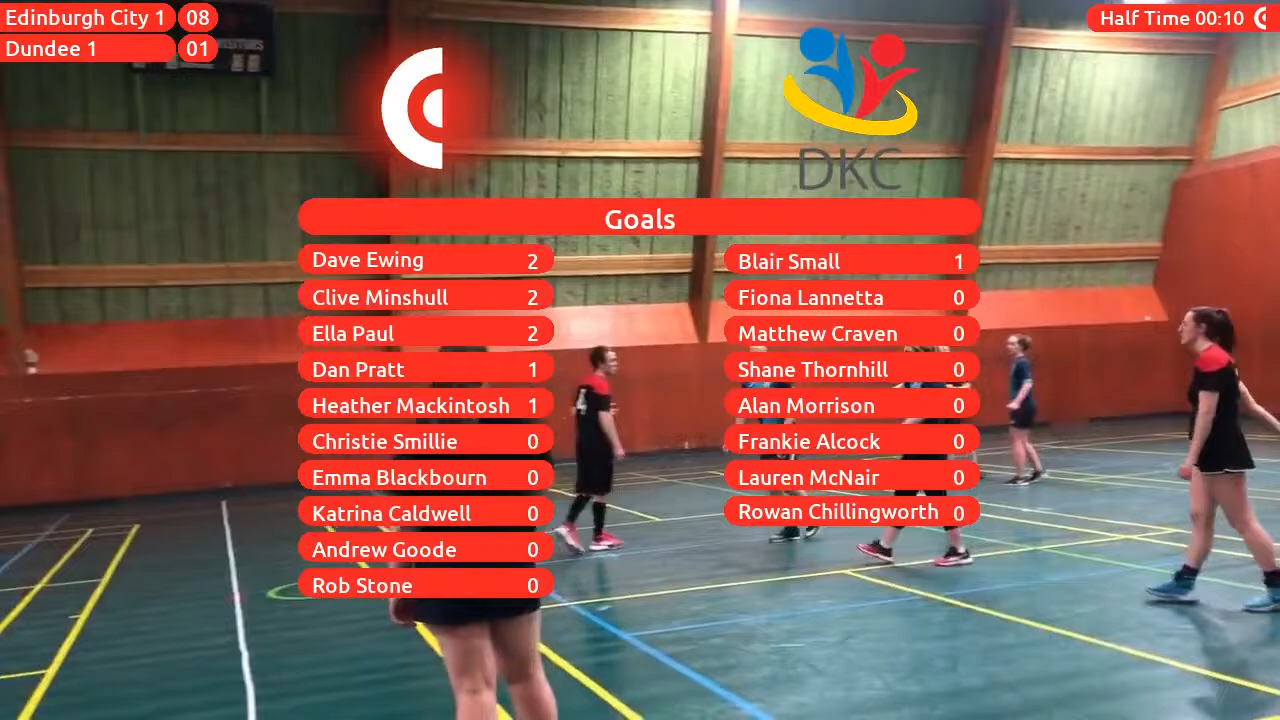 Edinburgh City 1 08
Dundee 1 01
Half Time 00:10
DKC
Goals
Dave Ewing 2
Clive Minshull 2
Ella Paul 2
Dan Pratt 1
Heather Mackintosh 1
Christie Smillie 0
Emma Blackbourn 0
Katrina Caldwell 0
Andrew Goode 0
Rob Stone 0
Blair Small 1
Fiona Lannetta 0
Matthew Craven 0
Shane Thornhill 0
Alan Morrison 0
Frankie Alcock 0
Lauren McNair 0
Rowan Chillingworth 0
4